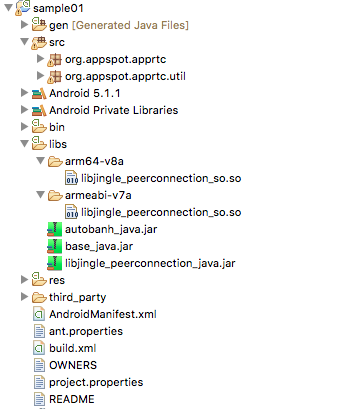 sample01
gen [Generated Java Files]
src
org.appspot.apprtc
org.appspot.apprtc.util
Android 5.1.1
Android Private Libraries
bin
libs
arm64-v8a
libjingle_peerconnection_so.so
armeabi-v7a
libjingle_peerconnection_so.so
autobanh_java.jar
base_java.jar
libjingle_peerconnection_java.jar
res
third_party
AndroidManifest.xml
ant.properties
build.xml
OWNERS
project.properties
README